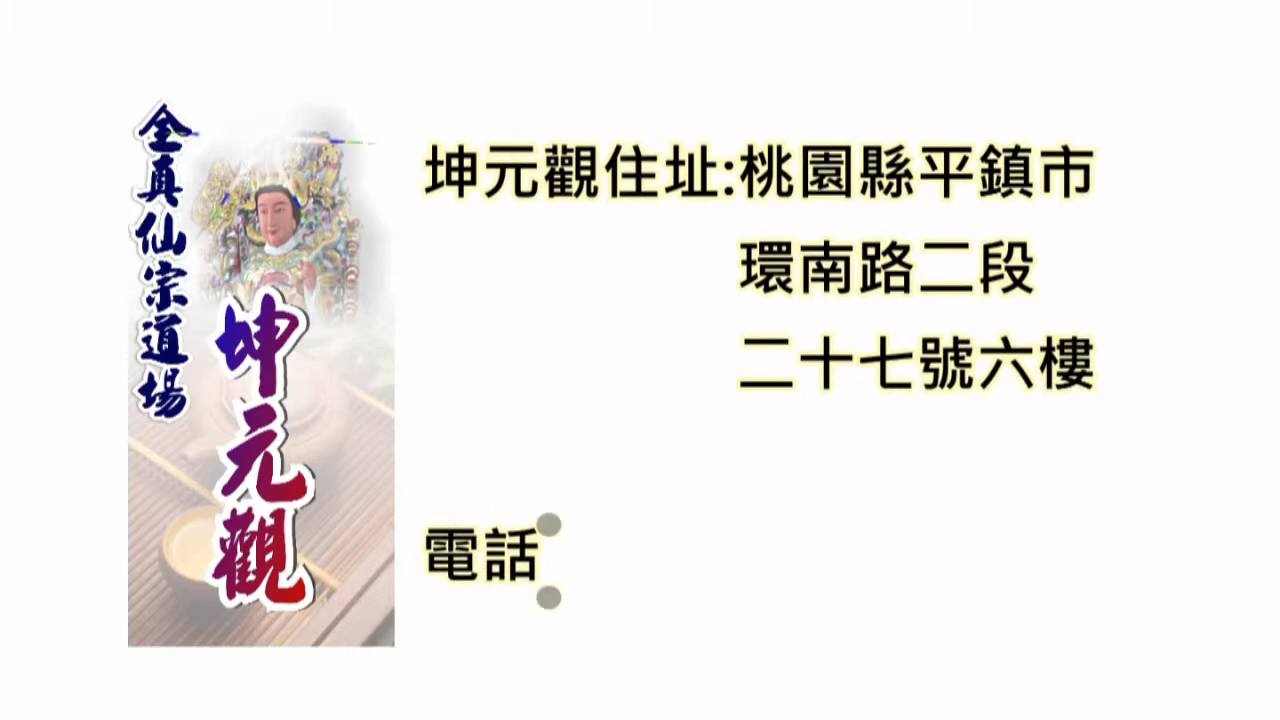 全真仙宗道場
坤元觀
坤元觀住址:桃園縣平鎮市
環南路二段
二十七號六樓
電話: